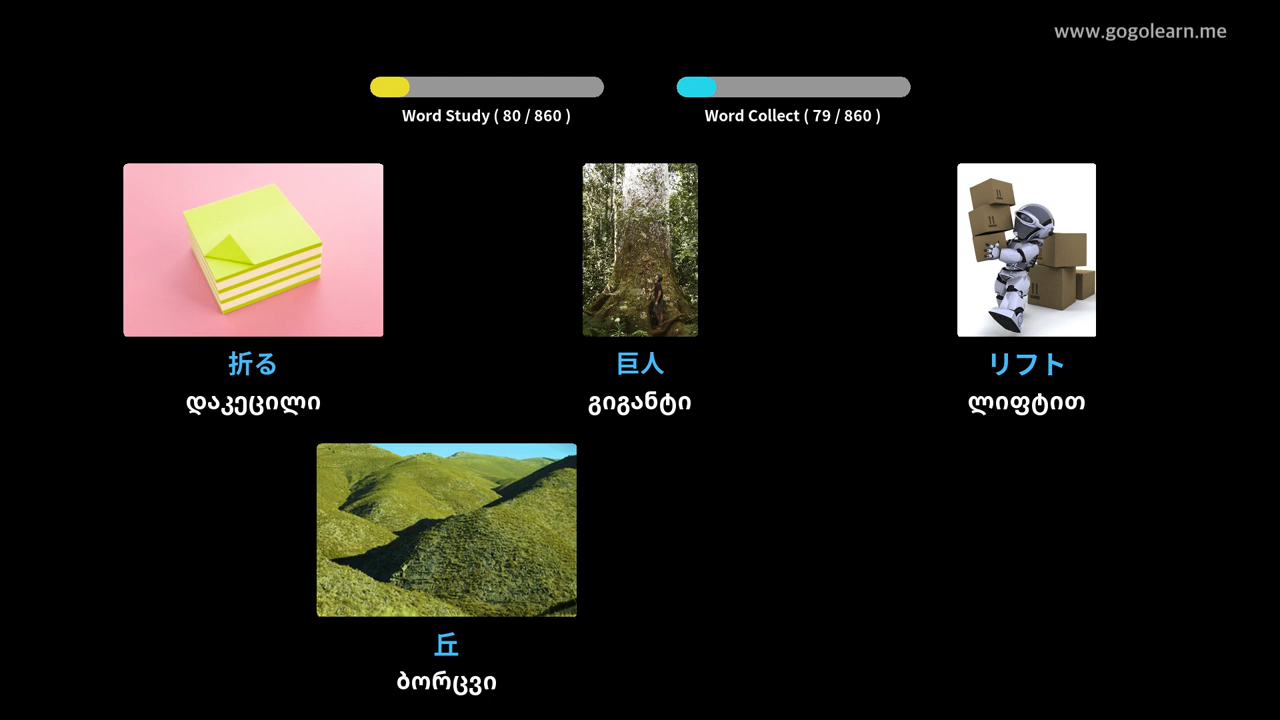 www.gogolearn.me
Word Study ( 80 / 860 )
Word Collect ( 79 / 860 )
折る
დაკეცილი
巨人
გიგანტი
リフト
ლიფტით
丘
ბორცვი